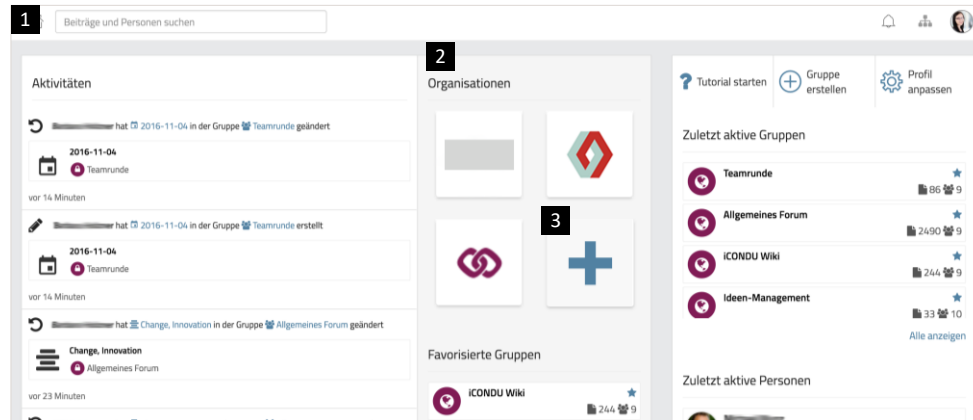 1
Beiträge und Personen suchen
2
Aktivitäten
hat 2016-11-04 in der Gruppe Teamrunde geändert
2016-11-04
Teamrunde
vor 14 Minuten
hat 2016-11-04 in der Gruppe Teamrunde erstellt
2016-11-04
Teamrunde
vor 14 Minuten
hat Change, Innovation in der Gruppe Allgemeines Forum geändert
Change, Innovation
Allgemeines Forum
vor 23 Minuten
Organisationen
3
Favorisierte Gruppen
iCONDU Wiki
244 9
? Tutorial starten
Gruppe
erstellen
Profil
anpassen
Zuletzt aktive Gruppen
Teamrunde
86 9
Allgemeines Forum
2490 9
iCONDU Wiki
244 9
Ideen-Management
33 10
Alle anzeigen
Zuletzt aktive Personen